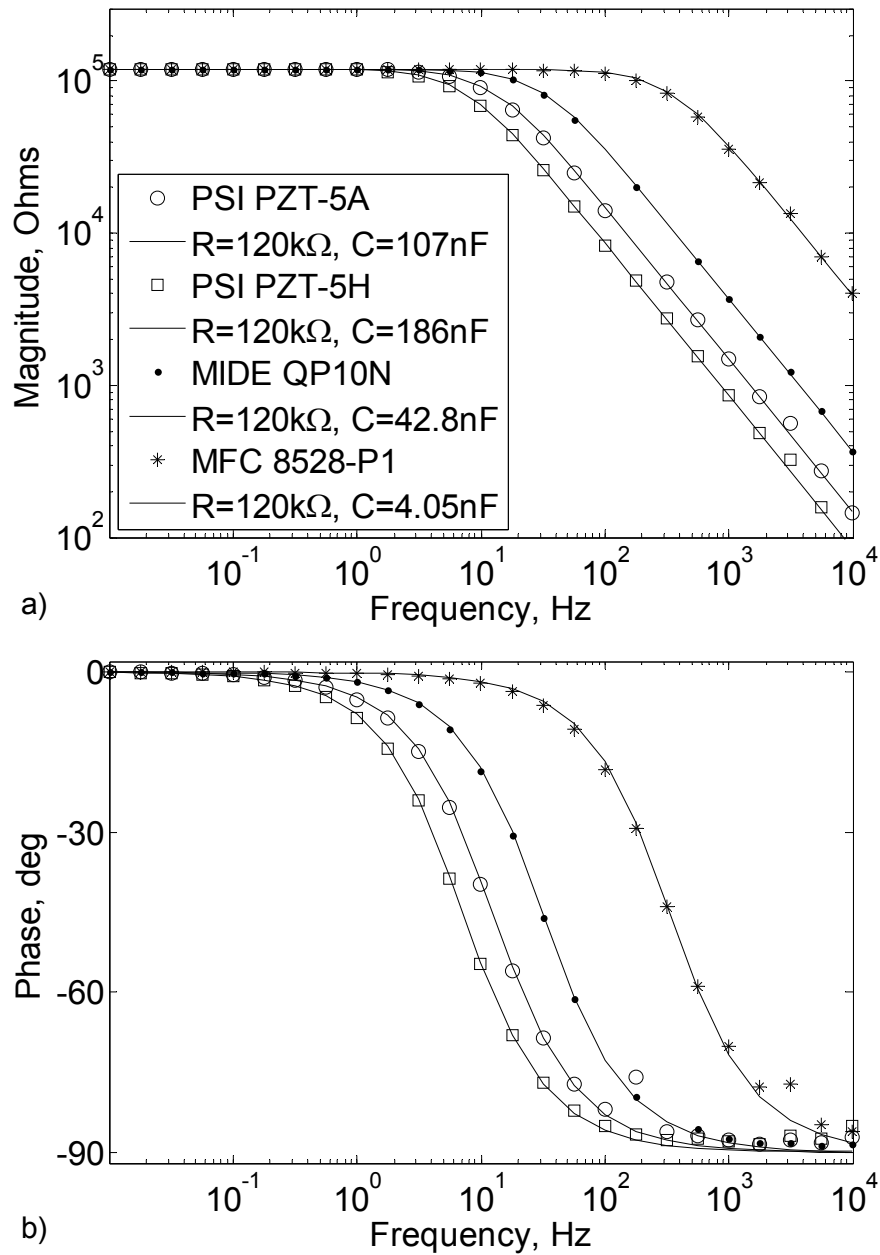 10^5
10^4
10^3
10^2
Magnitude, Ohms
PSI PZT-5A
R=120kΩ, C=107nF
PSI PZT-5H
R=120kΩ, C=186nF
MIDE QP10N
R=120kΩ, C=42.8nF
MFC 8528-P1
R=120kΩ, C=4.05nF
10^-1 10^0 10^1 10^2 10^3 10^4
Frequency, Hz
a)
0
-30
-60
-90
Phase, deg
10^-1 10^0 10^1 10^2 10^3 10^4
Frequency, Hz
b)